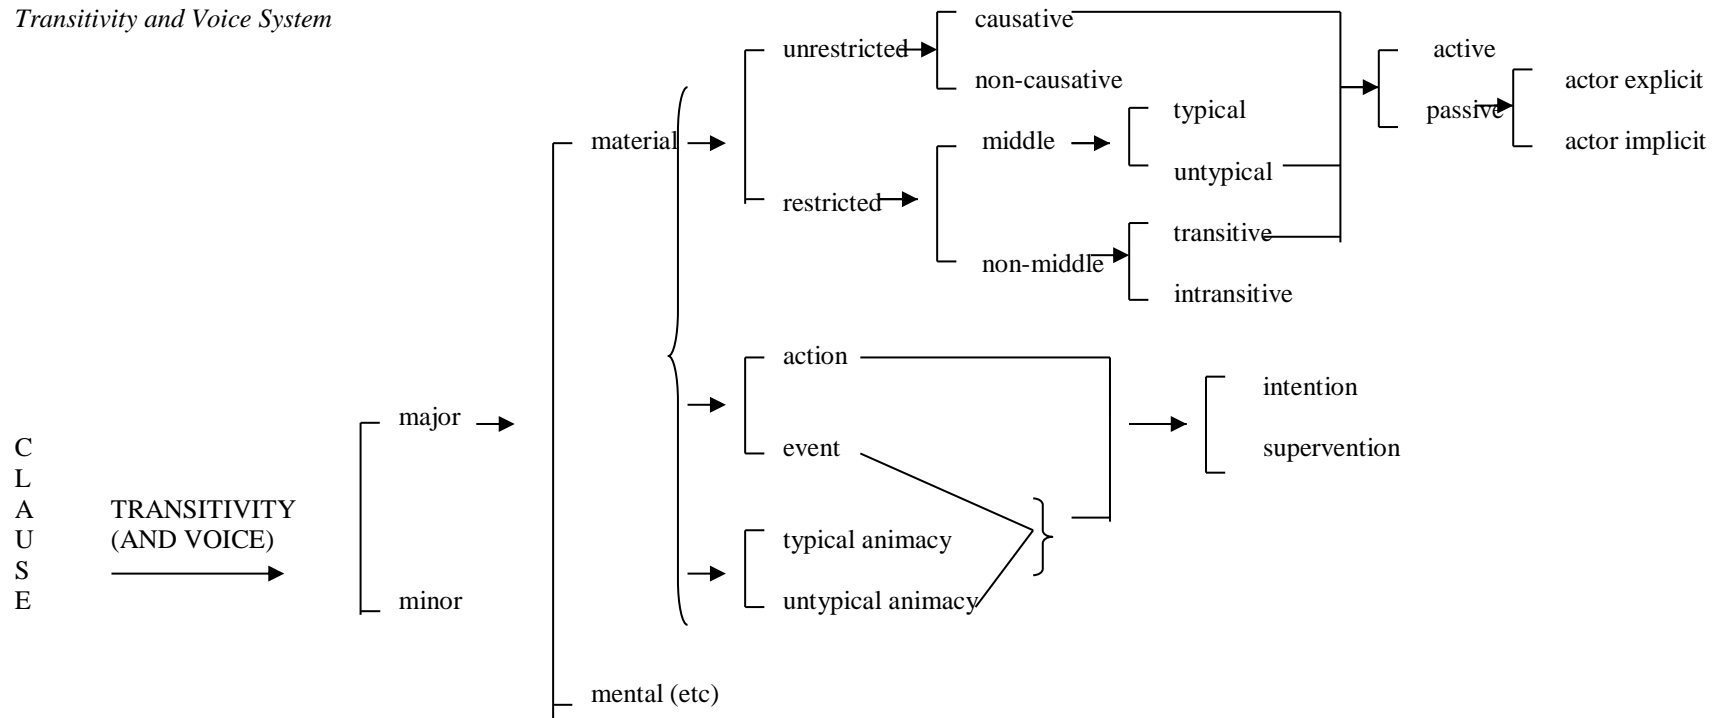 Transitivity and Voice System
causative
unrestricted
active
non-causative
actor explicit
typical
passive
material
middle
actor implicit
untypical
restricted
transitive
non-middle
intransitive
action
intention
major
event
supervention
C
L
A
U
S
E
TRANSITIVITY
(AND VOICE)
typical animacy
minor
untypical animacy
mental (etc)